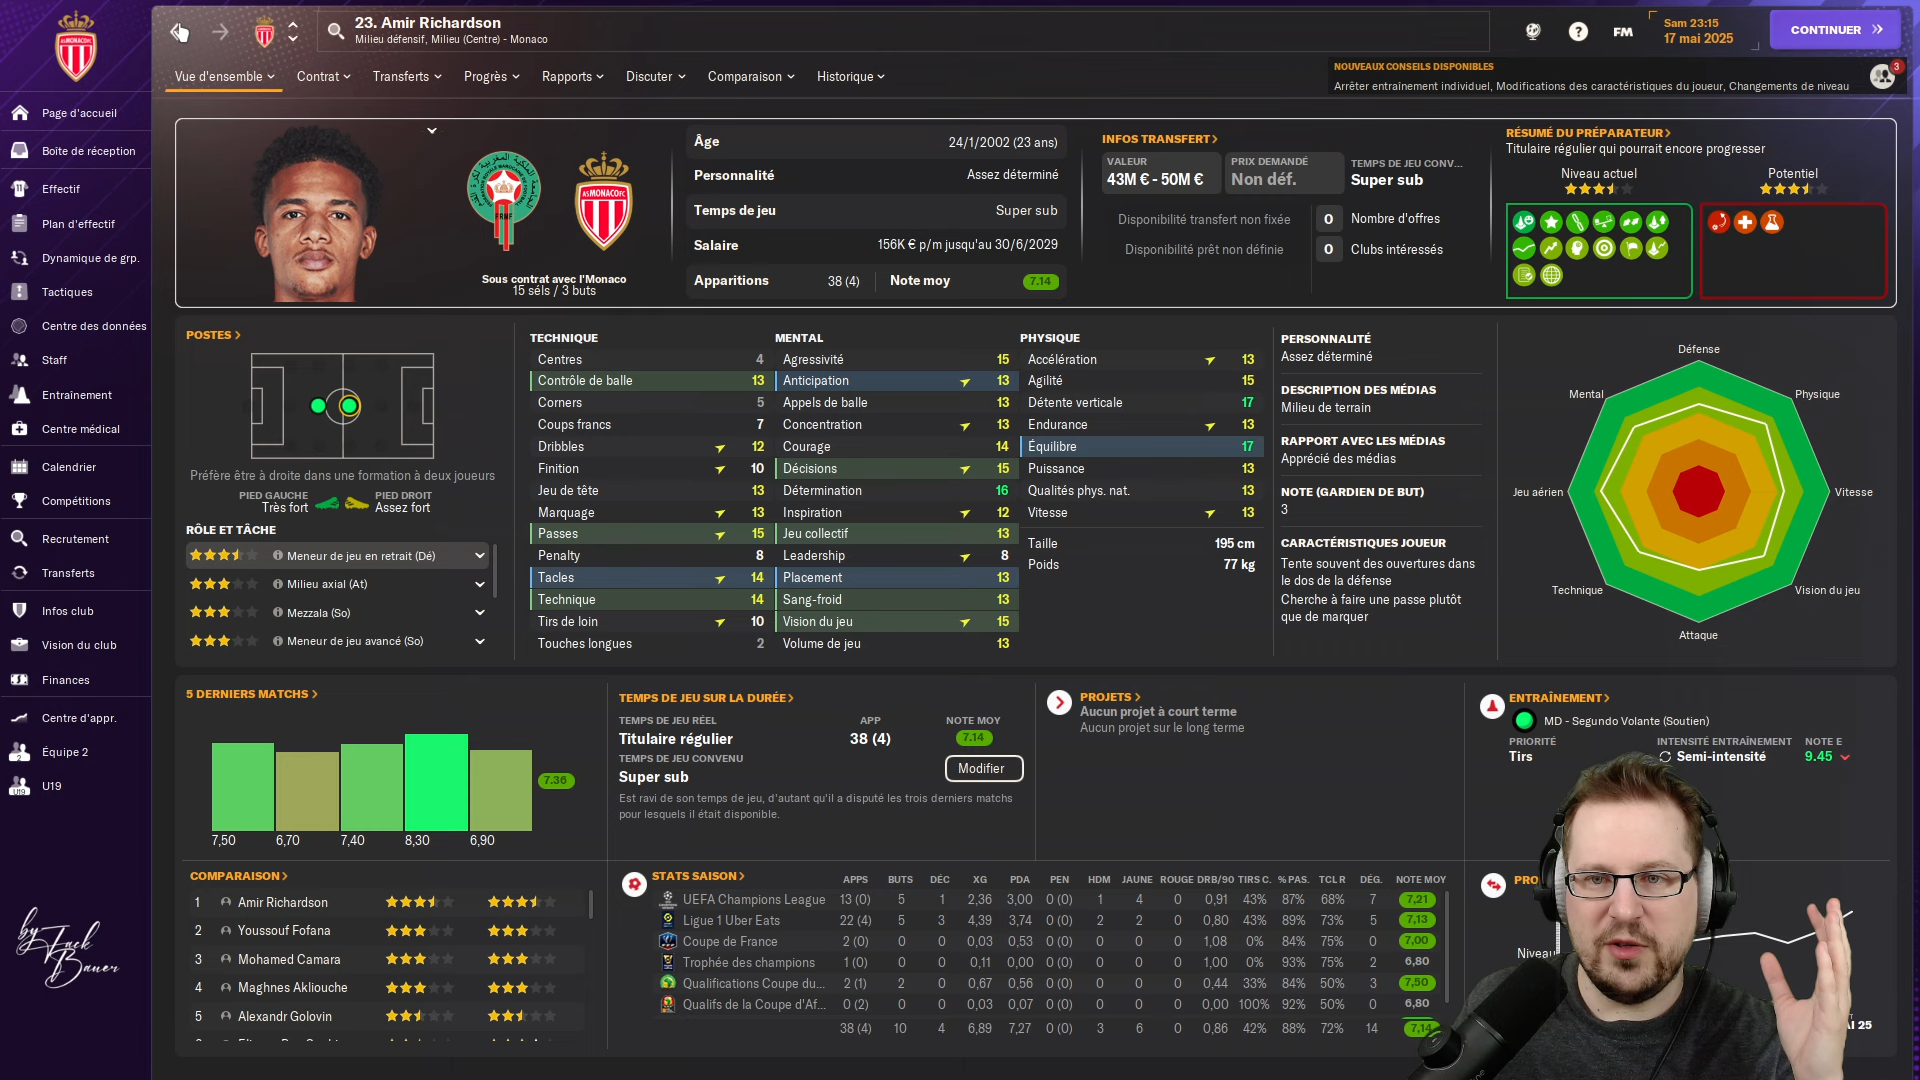 23. Amir Richardson
Milieu défensif, Milieu (Centre) - Monaco
FM
Sam 23:15
17 mai 2025
CONTINUER
Vue d'ensemble
Contrat
Transferts
Progrès
Rapports
Discuter
Comparaison
Historique
NOUVEAUX CONSEILS DISPONIBLES
Arrêter entraînement individuel, Modifications des caractéristiques du joueur, Changements de niveau
3
Page d'accueil
Boîte de réception
Effectif
Plan d'effectif
Dynamique de grp.
Tactiques
Centre des données
Staff
Entraînement
Centre médical
Calendrier
Compétitions
Recrutement
Transferts
Infos club
Vision du club
Finances
Centre d'appr.
Équipe 2
U19
by Zack Bauer
Sous contrat avec l'Monaco
15 séls / 3 buts
Âge 24/1/2002 (23 ans)
Personnalité Assez déterminé
Temps de jeu Super sub
Salaire 156K € p/m jusqu'au 30/6/2029
Apparitions 38 (4) Note moy 7.14
INFOS TRANSFERT
VALEUR
43M € - 50M €
PRIX DEMANDÉ
Non déf.
TEMPS DE JEU CONV...
Super sub
Disponibilité transfert non fixée
0 Nombre d'offres
Disponibilité prêt non définie
0 Clubs intéressés
RÉSUMÉ DU PRÉPARATEUR
Titulaire régulier qui pourrait encore progresser
Niveau actuel
Potentiel
POSTES
Préfère être à droite dans une formation à deux joueurs
PIED GAUCHE
Très fort
PIED DROIT
Assez fort
RÔLE ET TÂCHE
Meneur de jeu en retrait (Dé)
Milieu axial (At)
Mezzala (So)
Meneur de jeu avancé (So)
TECHNIQUE
Centres 4
Contrôle de balle 13
Corners 5
Coups francs 7
Dribbles 12
Finition 10
Jeu de tête 13
Marquage 13
Passes 15
Penalty 8
Tacles 14
Technique 14
Tirs de loin 10
Touches longues 2
MENTAL
Agressivité 15
Anticipation 13
Appels de balle 13
Concentration 13
Courage 14
Décisions 15
Détermination 16
Inspiration 12
Jeu collectif 13
Leadership 8
Placement 13
Sang-froid 13
Vision du jeu 15
Volume de jeu 13
PHYSIQUE
Accélération 13
Agilité 15
Détente verticale 17
Endurance 13
Équilibre 17
Puissance 13
Qualités phys. nat. 13
Vitesse 13
Taille 195 cm
Poids 77 kg
PERSONNALITÉ
Assez déterminé
DESCRIPTION DES MÉDIAS
Milieu de terrain
RAPPORT AVEC LES MÉDIAS
Apprécié des médias
NOTE (GARDIEN DE BUT)
3
CARACTÉRISTIQUES JOUEUR
Tente souvent des ouvertures dans
le dos de la défense
Cherche à faire une passe plutôt
que de marquer
Défense
Physique
Vitesse
Vision du jeu
Attaque
Technique
Jeu aérien
Mental
5 DERNIERS MATCHS
7.36
7,50 6,70 7,40 8,30 6,90
TEMPS DE JEU SUR LA DURÉE
TEMPS DE JEU RÉEL
Titulaire régulier
APP
38 (4)
NOTE MOY
7.14
TEMPS DE JEU CONVENU
Super sub
Modifier
Est ravi de son temps de jeu, d'autant qu'il a disputé les trois derniers matchs
pour lesquels il était disponible.
PROJETS
Aucun projet à court terme
Aucun projet sur le long terme
ENTRAÎNEMENT
MD - Segundo Volante (Soutien)
PRIORITÉ
Tirs
INTENSITÉ ENTRAÎNEMENT
Semi-intensité
NOTE E
9.45
COMPARAISON
1 Amir Richardson
2 Youssouf Fofana
3 Mohamed Camara
4 Maghnes Akliouche
5 Alexandr Golovin
STATS SAISON
APPS BUTS DÉC XG PDA PEN HDM JAUNE ROUGE DRB/90 TIRS C. % PAS. TCL R DÉG. NOTE MOY
UEFA Champions League 13 (0) 5 1 2,36 3,00 0 (0) 1 4 0 0,91 43% 87% 68% 7 7,21
Ligue 1 Uber Eats 22 (4) 5 3 4,39 3,74 0 (0) 2 2 0 0,80 43% 89% 73% 5 7,13
Coupe de France 2 (0) 0 0 0,03 0,53 0 (0) 0 0 0 1,08 0% 84% 75% 0 7,00
Trophée des champions 1 (0) 0 0 0,11 0,00 0 (0) 0 0 0 1,00 0% 93% 75% 2 6,80
Qualifications Coupe du... 2 (1) 2 0 0,67 0,56 0 (0) 0 0 0 0,44 33% 84% 50% 3 7,50
Qualifs de la Coupe d'Af... 0 (2) 0 0 0,03 0,07 0 (0) 0 0 0 0,00 100% 92% 50% 0 6,80
38 (4) 10 4 6,89 7,27 0 (0) 3 6 0 0,86 42% 88% 72% 14 7,14
PRO
Niveau
AI 25